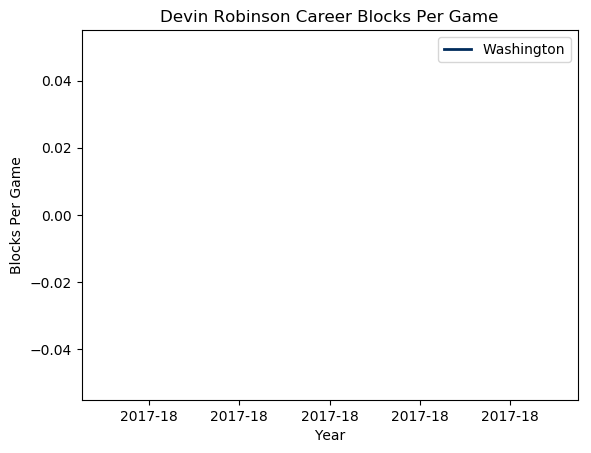 Devin Robinson Career Blocks Per Game
Washington
Blocks Per Game
0.04
0.02
0.00
−0.02
−0.04
2017-18 2017-18 2017-18 2017-18 2017-18
Year